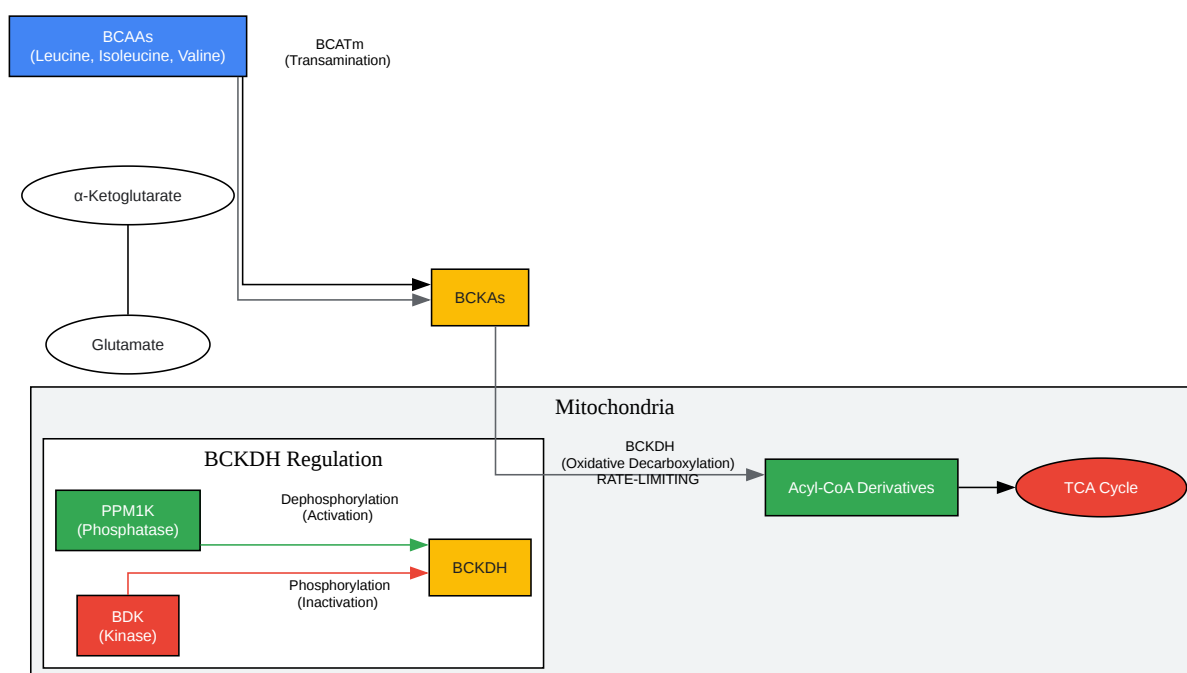 BCAAs
(Leucine, Isoleucine, Valine)
BCATm
(Transamination)
α-Ketoglutarate
BCKAs
Glutamate
Mitochondria
BCKDH Regulation
BCKDH
(Oxidative Decarboxylation)
RATE-LIMITING
Acyl-CoA Derivatives
TCA Cycle
PPM1K
(Phosphatase)
Dephosphorylation
(Activation)
BCKDH
Phosphorylation
(Inactivation)
BDK
(Kinase)